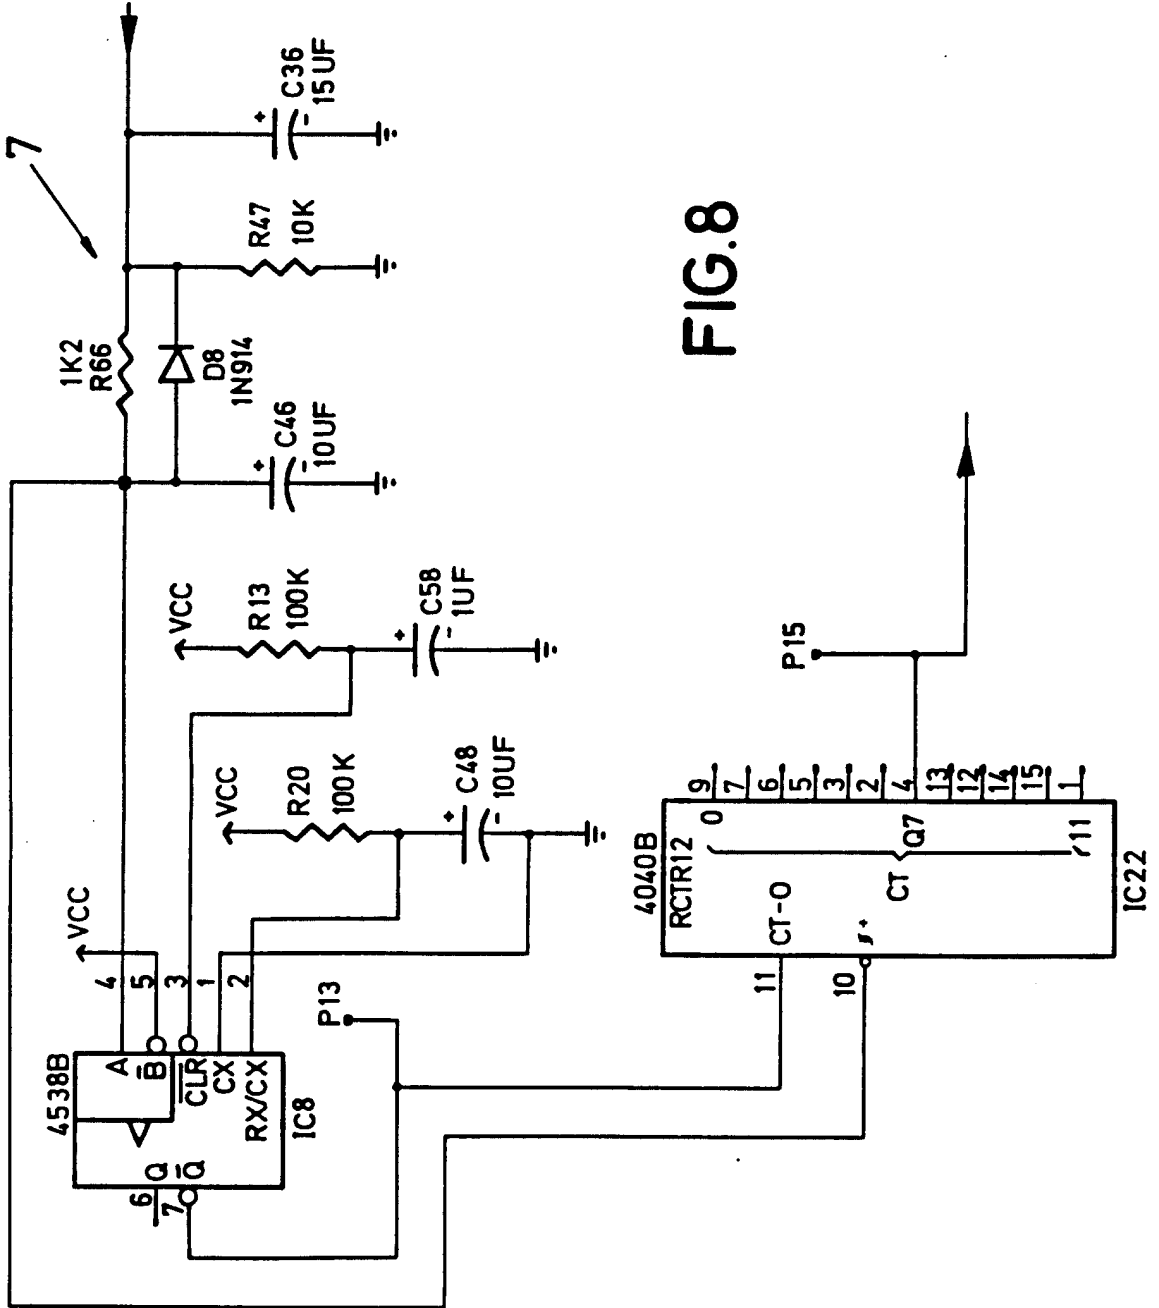 7
1K2
R66
D8
1N914
R47
10K
C36
15UF
+
-
C46
10UF
+
-
VCC
R13
100K
C58
1UF
+
-
VCC
R20
100K
C48
10UF
+
-
VCC
4538B
4
5
3
1
2
A
B
CLR
CX
RX/CX
Q
Q
6
7
IC8
P13
4040B
RCTR12
CT-0
11
10
+
CT
0
Q7
11
9
7
6
5
3
2
4
13
12
14
15
1
IC22
P15
FIG.8